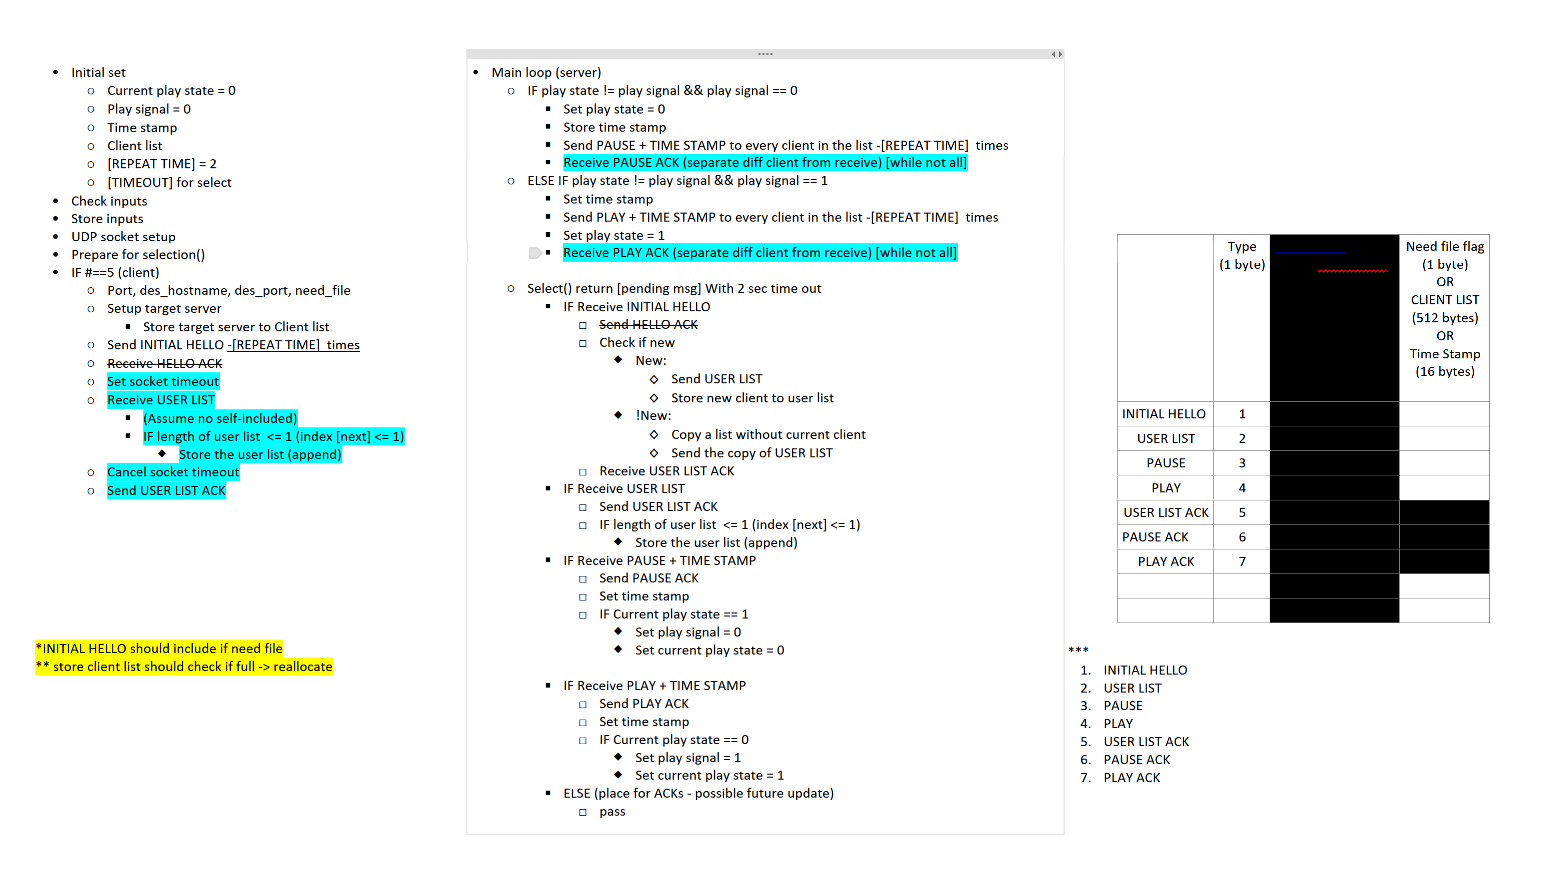 Initial set
Current play state = 0
Play signal = 0
Time stamp
Client list
[REPEAT TIME] = 2
[TIMEOUT] for select
Check inputs
Store inputs
UDP socket setup
Prepare for selection()
IF #==5 (client)
Port, des_hostname, des_port, need_file
Setup target server
Store target server to Client list
Send INITIAL HELLO -[REPEAT TIME]  times
Receive HELLO ACK
Set socket timeout
Receive USER LIST
(Assume no self-included)
IF length of user list  <= 1 (index [next] <= 1)
Store the user list (append)
Cancel socket timeout
Send USER LIST ACK
*INITIAL HELLO should include if need file
** store client list should check if full -> reallocate
Main loop (server)
IF play state != play signal && play signal == 0
Set play state = 0
Store time stamp
Send PAUSE + TIME STAMP to every client in the list -[REPEAT TIME]  times
Receive PAUSE ACK (separate diff client from receive) [while not all]
ELSE IF play state != play signal && play signal == 1
Set time stamp
Send PLAY + TIME STAMP to every client in the list -[REPEAT TIME]  times
Set play state = 1
Receive PLAY ACK (separate diff client from receive) [while not all]
Select() return [pending msg] With 2 sec time out
IF Receive INITIAL HELLO
Send HELLO ACK
Check if new
New:
Send USER LIST
Store new client to user list
!New:
Copy a list without current client
Send the copy of USER LIST
Receive USER LIST ACK
IF Receive USER LIST
Send USER LIST ACK
IF length of user list  <= 1 (index [next] <= 1)
Store the user list (append)
IF Receive PAUSE + TIME STAMP
Send PAUSE ACK
Set time stamp
IF Current play state == 1
Set play signal = 0
Set current play state = 0
IF Receive PLAY + TIME STAMP
Send PLAY ACK
Set time stamp
IF Current play state == 0
Set play signal = 1
Set current play state = 1
ELSE (place for ACKs - possible future update)
pass
Type
(1 byte)
Need file flag
(1 byte)
OR
CLIENT LIST
(512 bytes)
OR
Time Stamp
(16 bytes)
INITIAL HELLO 1
USER LIST 2
PAUSE 3
PLAY 4
USER LIST ACK 5
PAUSE ACK 6
PLAY ACK 7
***
1. INITIAL HELLO
2. USER LIST
3. PAUSE
4. PLAY
5. USER LIST ACK
6. PAUSE ACK
7. PLAY ACK